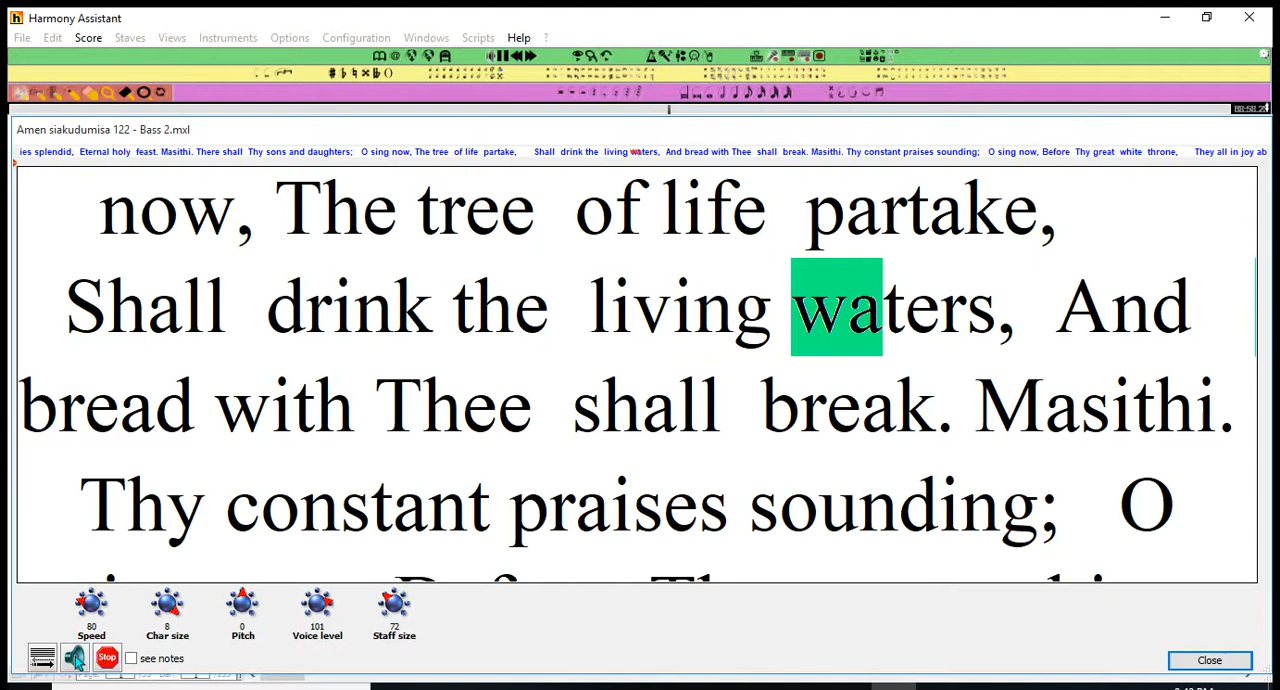 Harmony Assistant
File Edit Score Staves Views Instruments Options Configuration Windows Scripts Help ?
Amen siakudumisa 122 - Bass 2.mxl
ies splendid, Eternal holy feast. Masithi. There shall Thy sons and daughters; O sing now, The tree of life partake, Shall drink the living waters, And bread with Thee shall break. Masithi. Thy constant praises sounding; O sing now, Before Thy great white throne, They all in joy ab
now, The tree of life partake,
Shall drink the living waters, And
bread with Thee shall break. Masithi.
Thy constant praises sounding; O
80 8 0 101 72
Speed Char size Pitch Voice level Staff size
Stop see notes Close